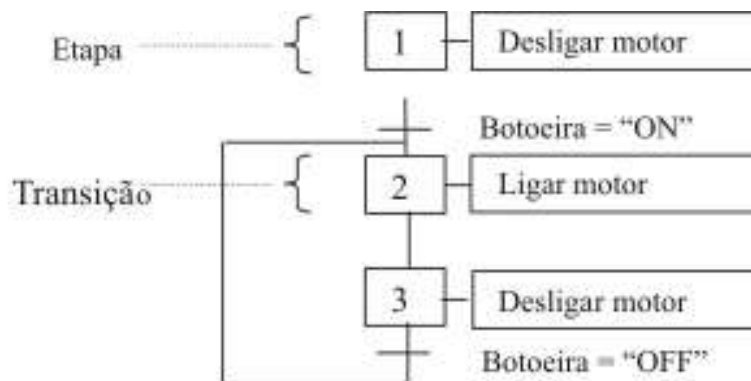 Etapa
1
Desligar motor
Botoeira = “ON”
Transição
2
Ligar motor
3
Desligar motor
Botoeira = “OFF”